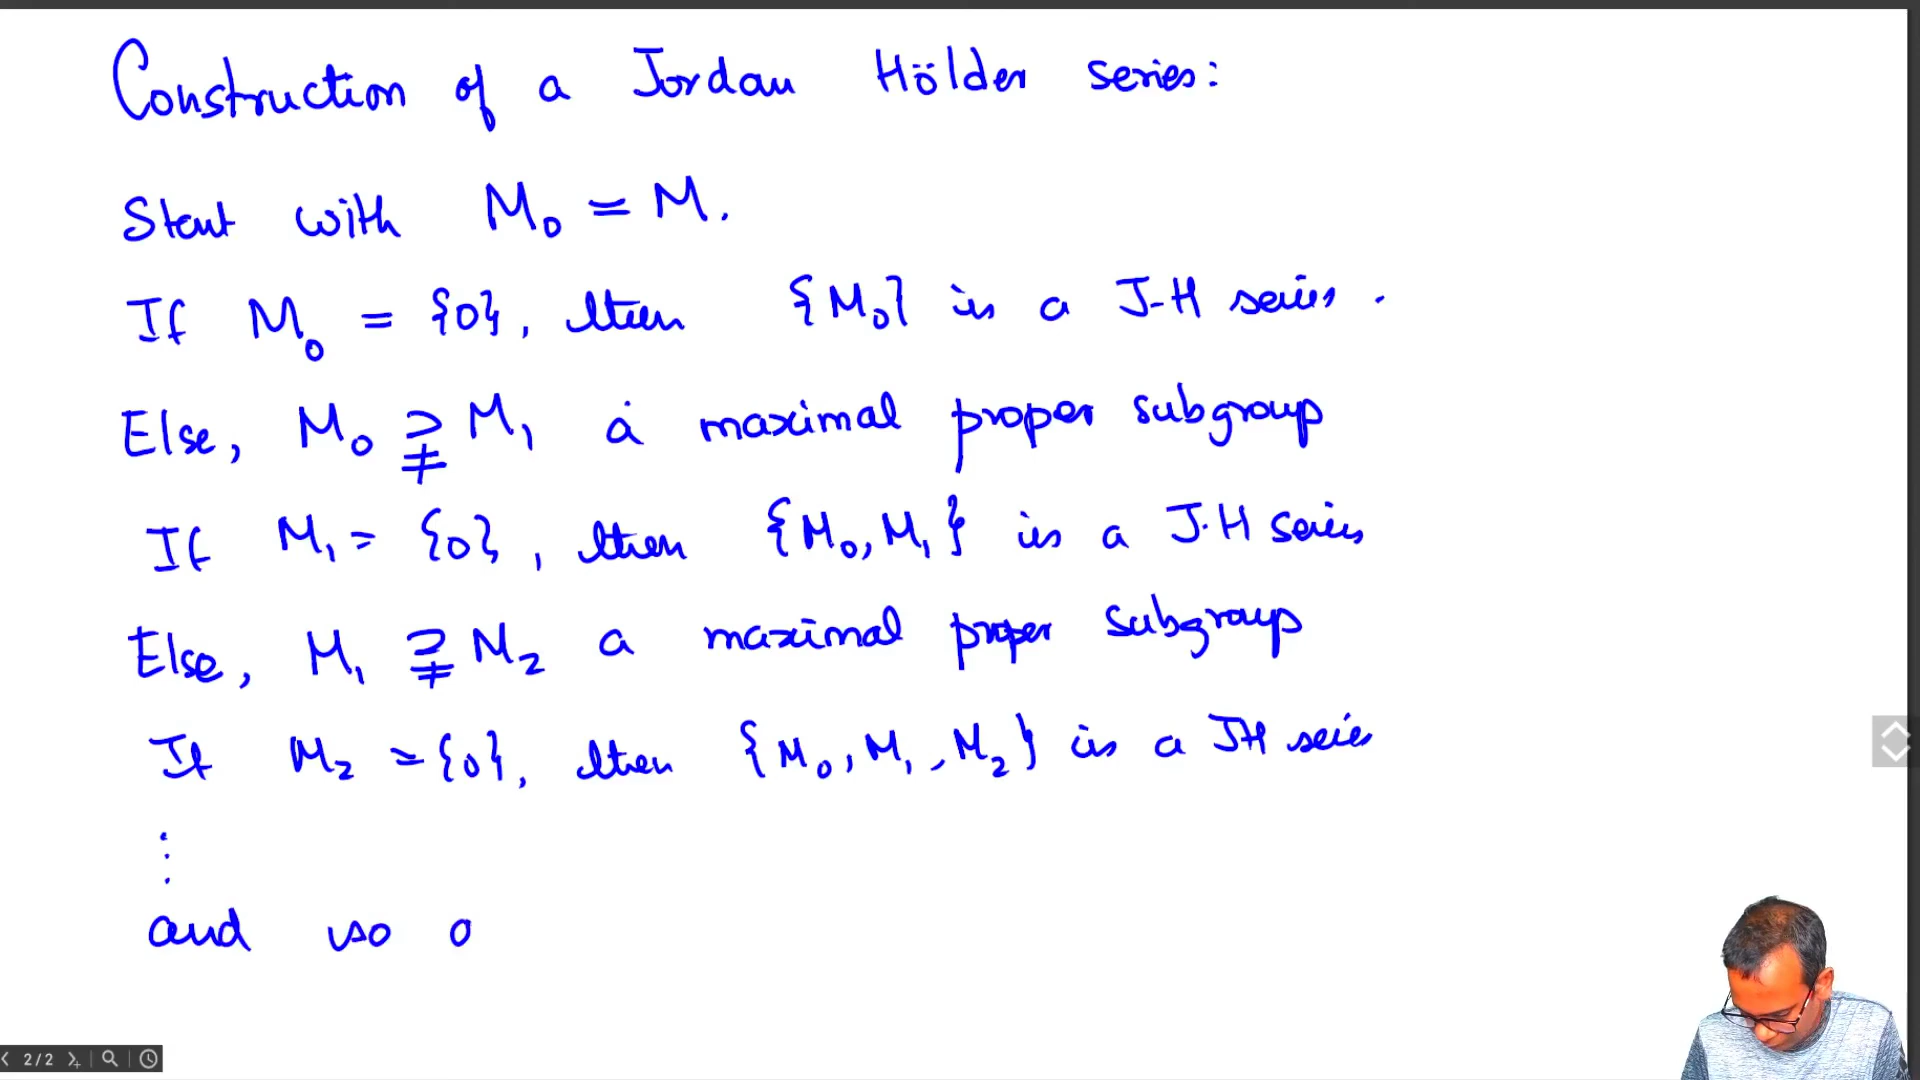 Construction of a Jordan Hölder series:
Start with M₀ = M.
If M₀ = {0}, then {M₀} is a J-H series.
Else, M₀ ⊋ M₁ a maximal proper subgroup
If M₁ = {0}, then {M₀, M₁} is a J.H series
Else, M₁ ⊋ M₂ a maximal proper subgroup
If M₂ = {0}, then {M₀, M₁, M₂} is a JH series
⋮
and so o
2/2